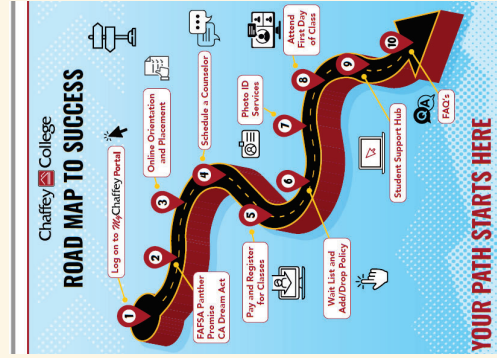 Chaffey College
ROAD MAP TO SUCCESS
1
Log on to MyChaffey Portal
2
FAFSA Panther
Promise
CA Dream Act
3
Online Orientation
and Placement
4
Schedule a Counselor
5
Pay and Register
for Classes
6
Wait List and
Add/Drop Policy
7
Photo ID
Services
8
Attend
First Day
of Class
9
Student Support Hub
10
FAQ's
Q
A
YOUR PATH STARTS HERE